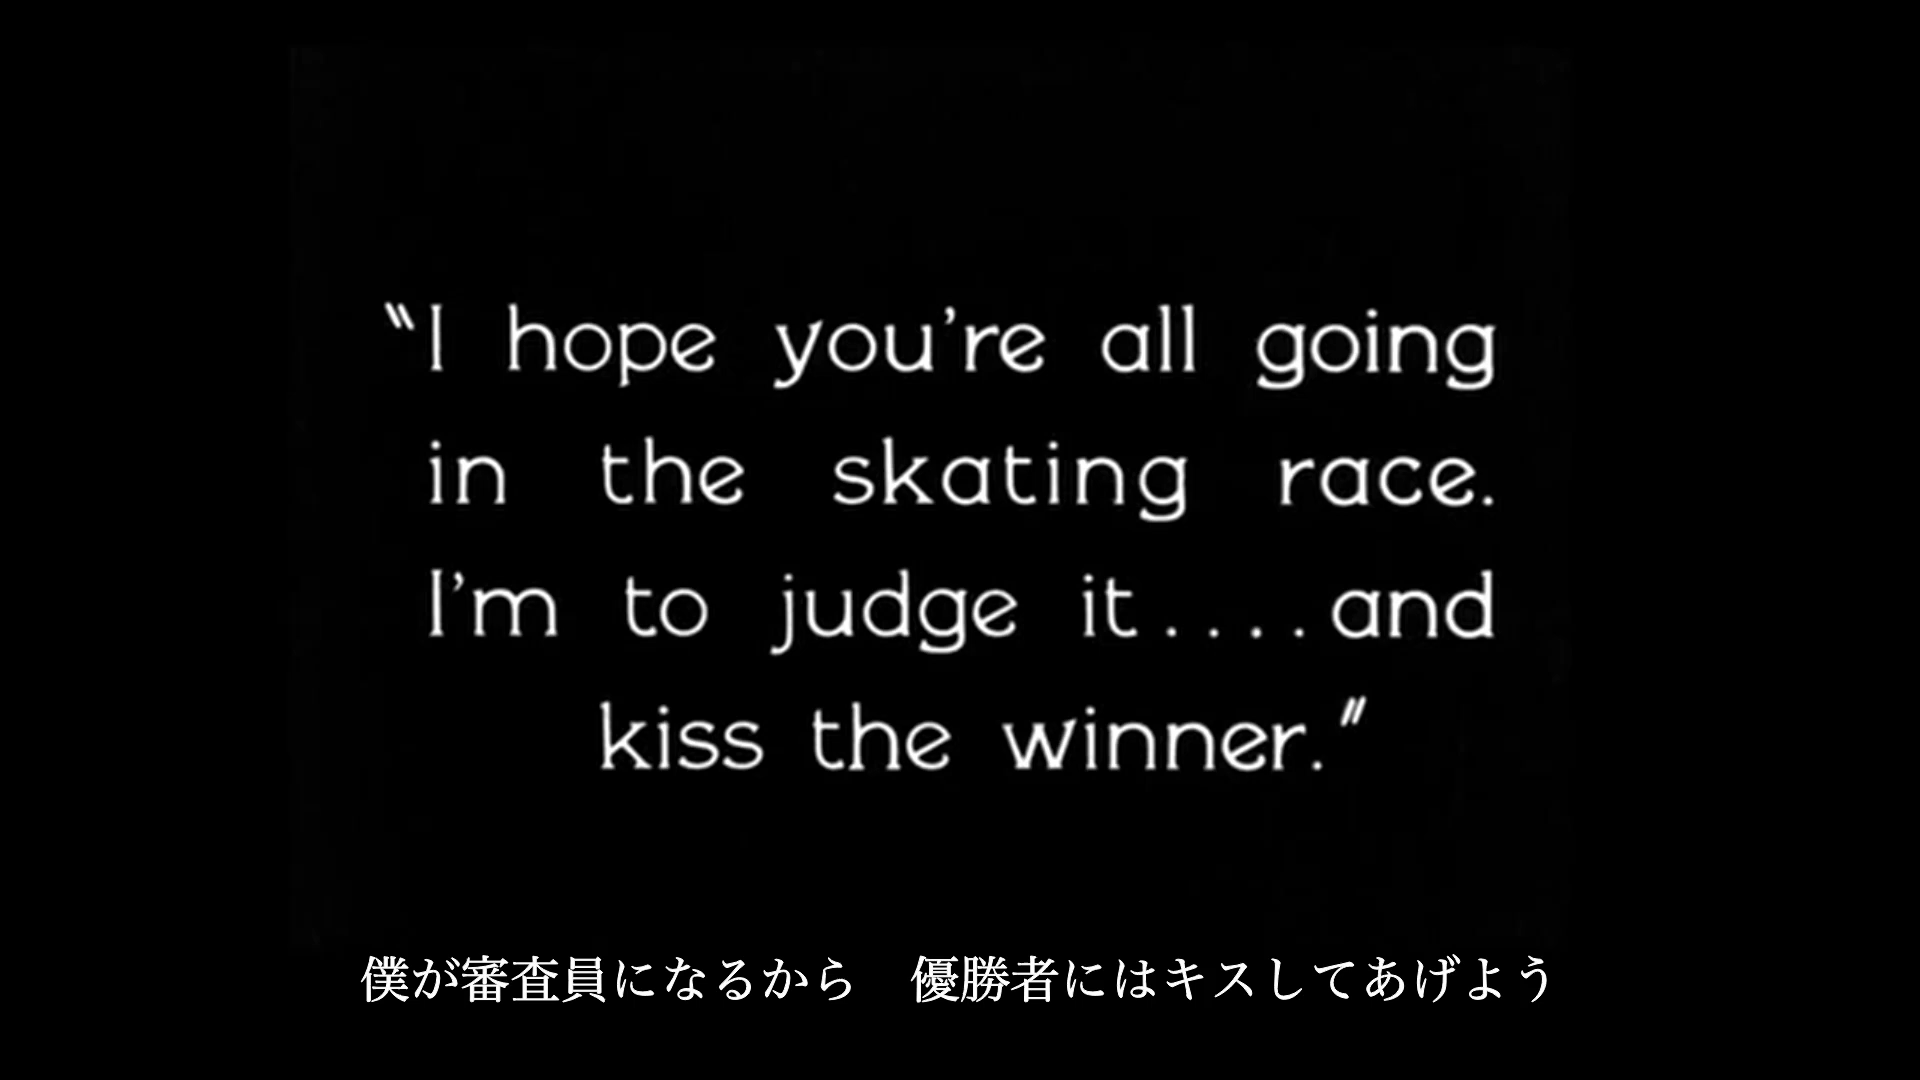 “I hope you’re all going
in the skating race.
I’m to judge it....and
kiss the winner.”
僕が審査員になるから　優勝者にはキスしてあげよう